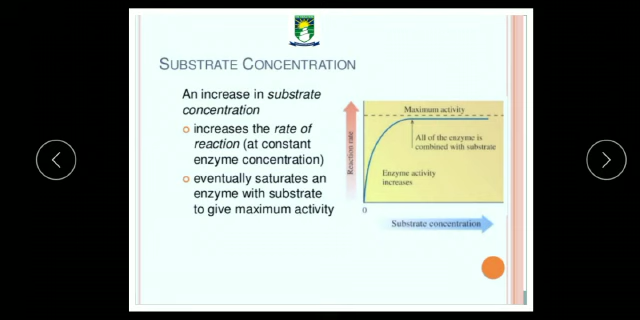 SUBSTRATE CONCENTRATION
An increase in substrate
concentration
increases the rate of
reaction (at constant
enzyme concentration)
eventually saturates an
enzyme with substrate
to give maximum activity
Maximum activity
All of the enzyme is
combined with substrate
Enzyme activity
increases
Reaction rate
0
Substrate concentration